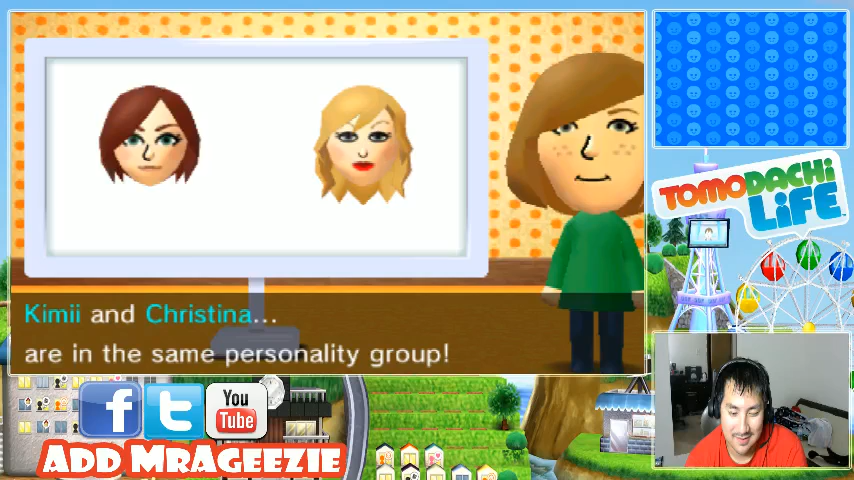 TOMODACHI
LiFE
Kimii and Christina...
are in the same personality group!
f
t
You
Tube
ADD MRAGEEZIE